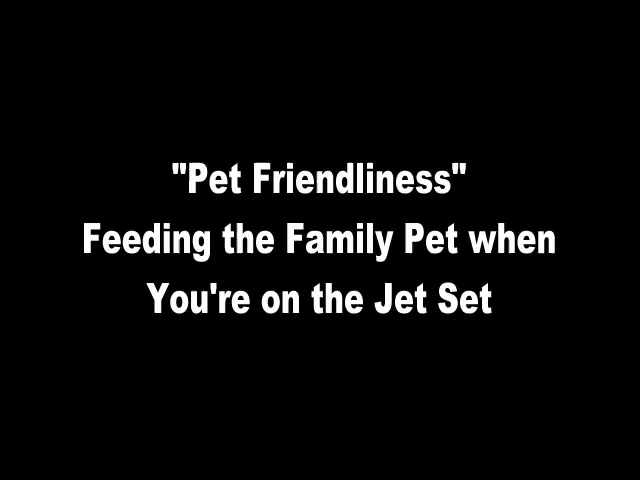 "Pet Friendliness"
Feeding the Family Pet when
You're on the Jet Set